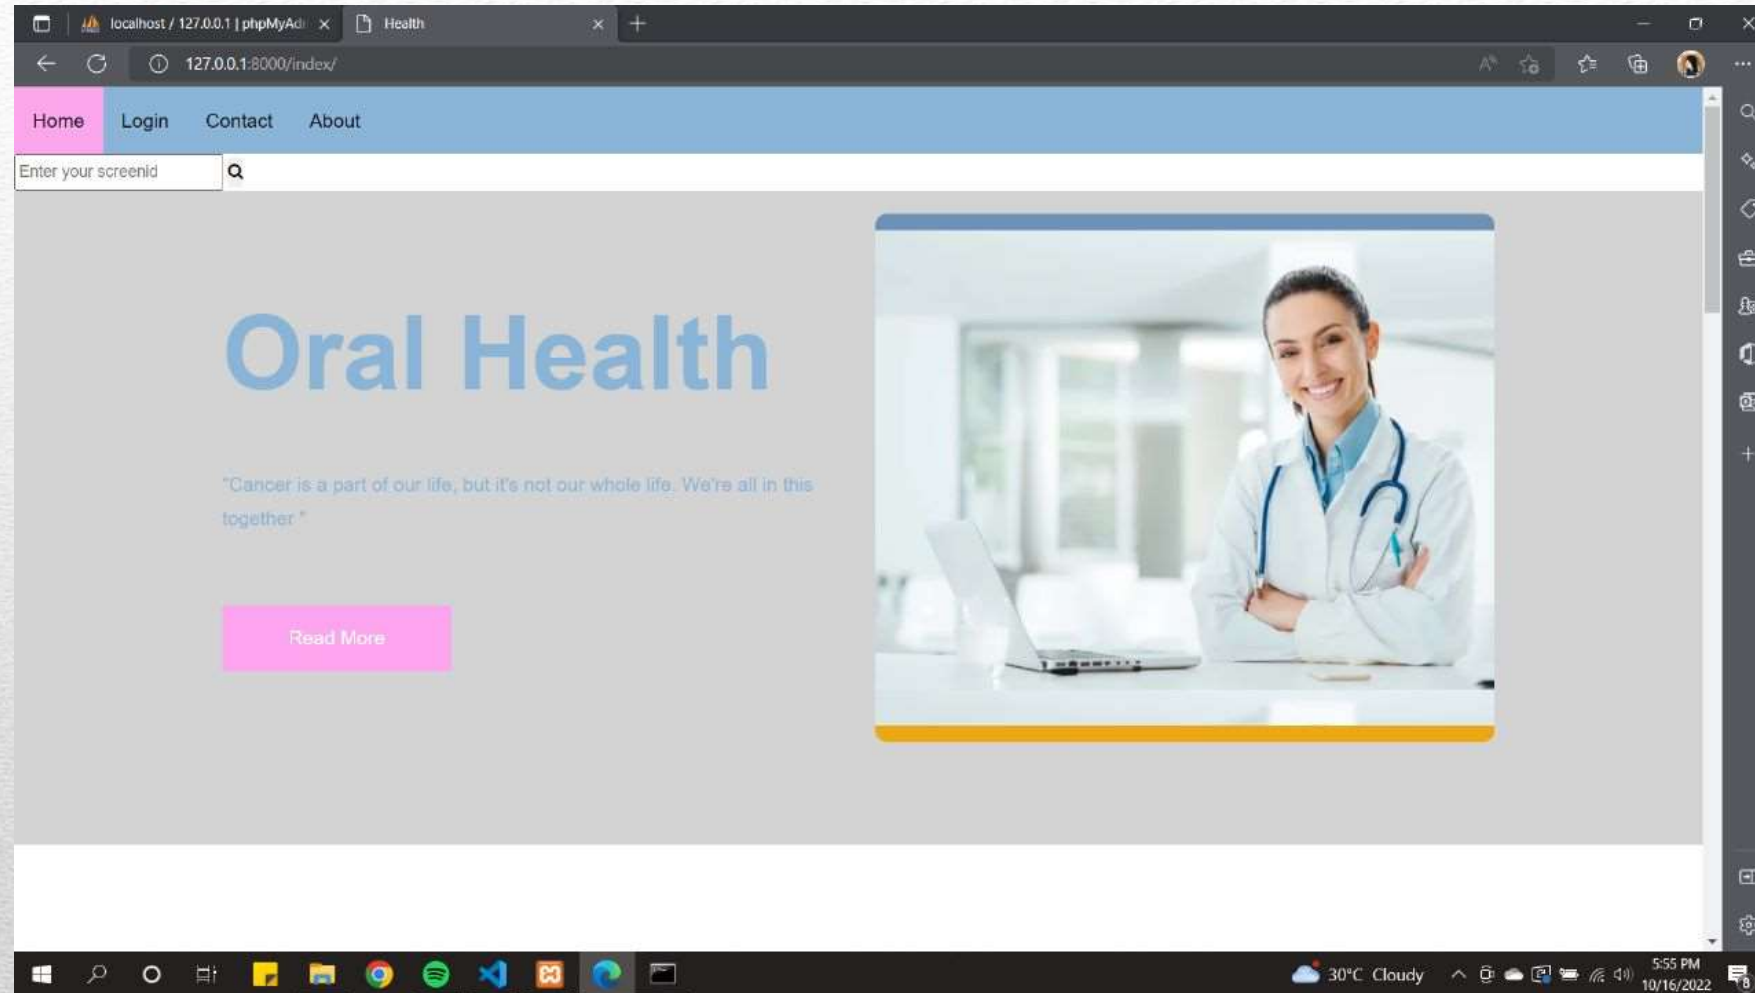 localhost / 127.0.0.1 | phpMyAd
Health
127.0.0.1:8000/index/
Home Login Contact About
Enter your screenid
Oral Health
"Cancer is a part of our life, but it's not our whole life. We're all in this
together "
Read More
30°C Cloudy
5:55 PM
10/16/2022
8